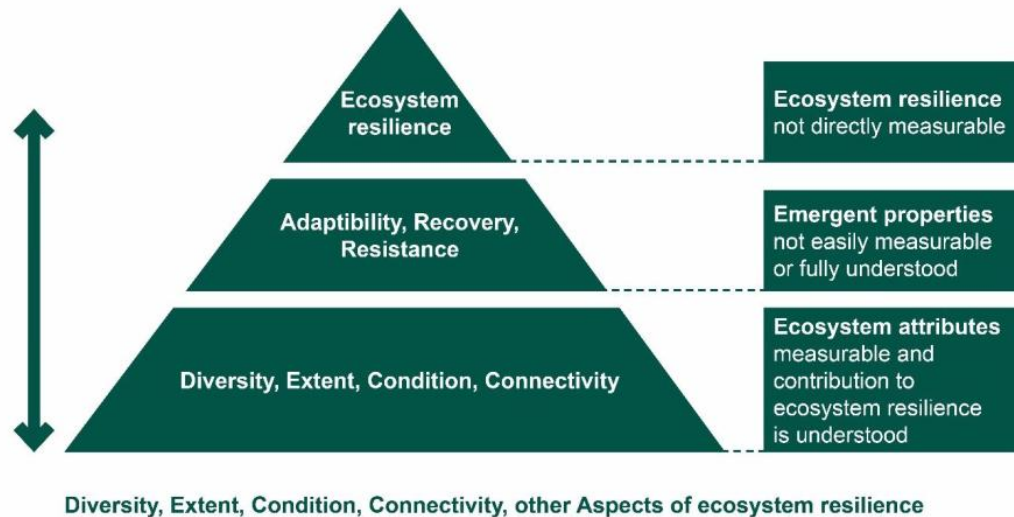 Ecosystem
resilience
Ecosystem resilience
not directly measurable
Adaptibility, Recovery,
Resistance
Emergent properties
not easily measurable
or fully understood
Diversity, Extent, Condition, Connectivity
Ecosystem attributes
measurable and
contribution to
ecosystem resilience
is understood
Diversity, Extent, Condition, Connectivity, other Aspects of ecosystem resilience